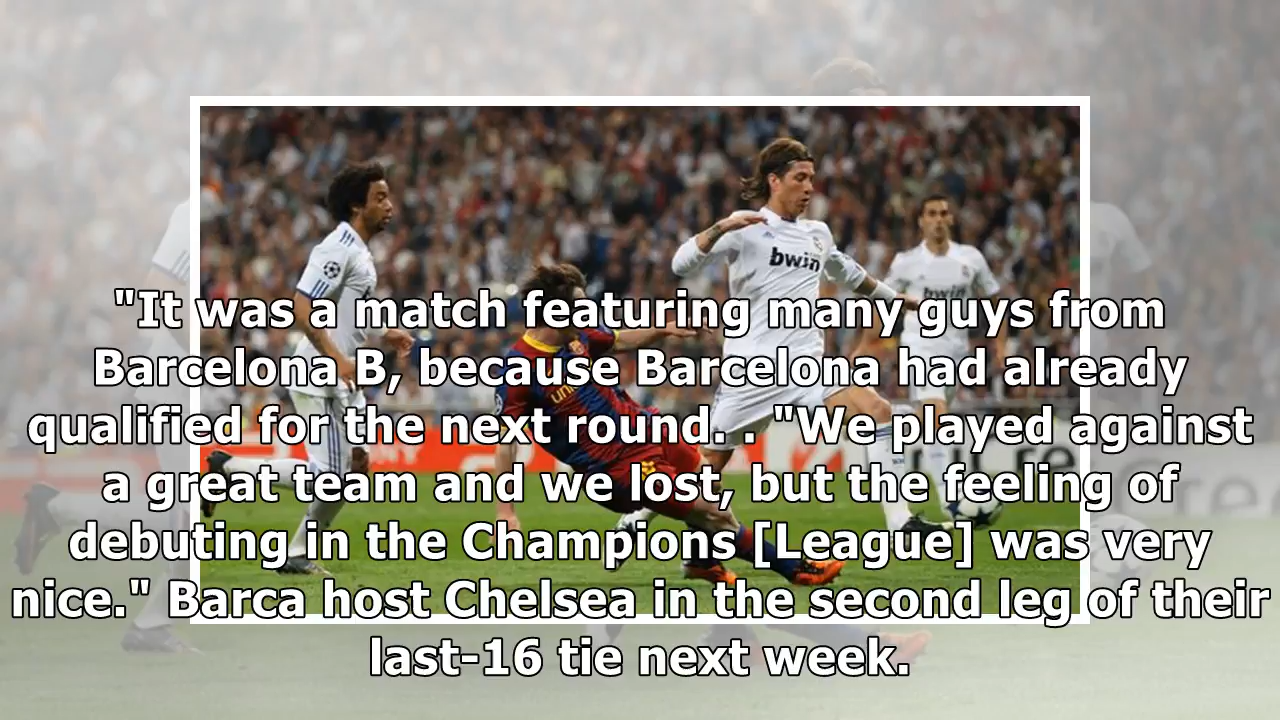 bwin
"It was a match featuring many guys from
Barcelona B, because Barcelona had already
qualified for the next round. . "We played against
a great team and we lost, but the feeling of
debuting in the Champions [League] was very
nice." Barca host Chelsea in the second leg of their
last-16 tie next week.